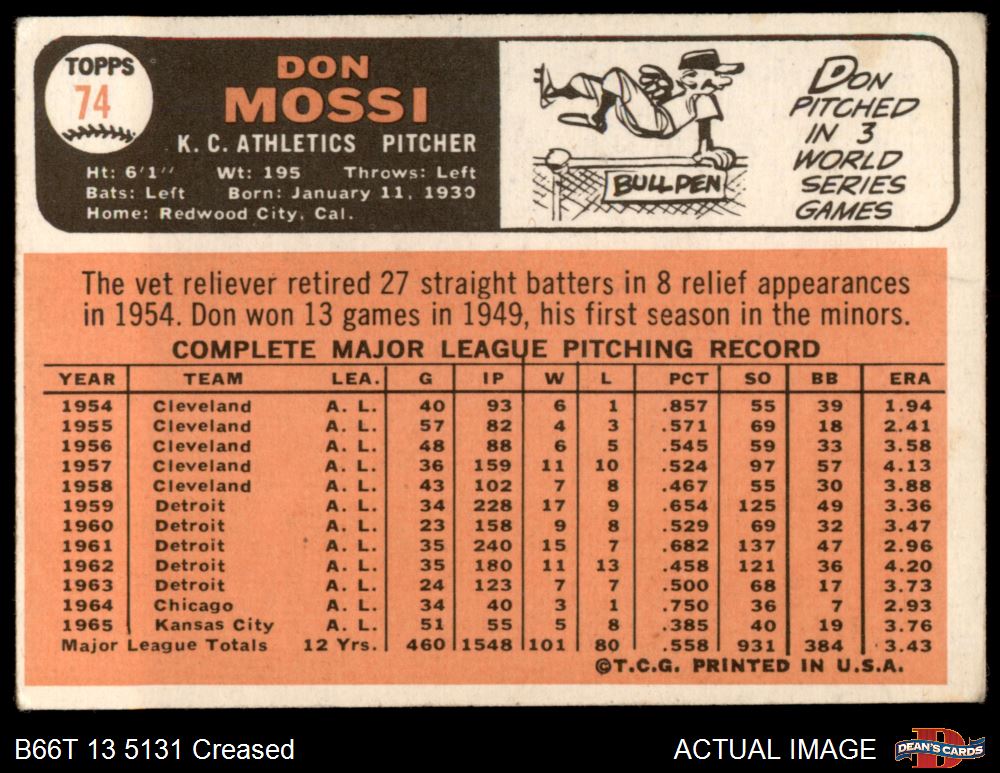 TOPPS
74
DON
MOSSI
K. C. ATHLETICS PITCHER
Ht: 6'1" Wt: 195 Throws: Left
Bats: Left Born: January 11, 1930
Home: Redwood City, Cal.
BULLPEN
DON
PITCHED
IN 3
WORLD
SERIES
GAMES
The vet reliever retired 27 straight batters in 8 relief appearances
in 1954. Don won 13 games in 1949, his first season in the minors.
COMPLETE MAJOR LEAGUE PITCHING RECORD
YEAR TEAM LEA. G IP W L PCT SO BB ERA
1954 Cleveland A. L. 40 93 6 1 .857 55 39 1.94
1955 Cleveland A. L. 57 82 4 3 .571 69 18 2.41
1956 Cleveland A. L. 48 88 6 5 .545 59 33 3.58
1957 Cleveland A. L. 36 159 11 10 .524 97 57 4.13
1958 Cleveland A. L. 43 102 7 8 .467 55 30 3.88
1959 Detroit A. L. 34 228 17 9 .654 125 49 3.36
1960 Detroit A. L. 23 158 9 8 .529 69 32 3.47
1961 Detroit A. L. 35 240 15 7 .682 137 47 2.96
1962 Detroit A. L. 35 180 11 13 .458 121 36 4.20
1963 Detroit A. L. 24 123 7 7 .500 68 17 3.73
1964 Chicago A. L. 34 40 3 1 .750 36 7 2.93
1965 Kansas City A. L. 51 55 5 8 .385 40 19 3.76
Major League Totals 12 Yrs. 460 1548 101 80 .558 931 384 3.43
©T.C.G. PRINTED IN U.S.A.
B66T 13 5131 Creased
ACTUAL IMAGE
DEAN'S CARDS